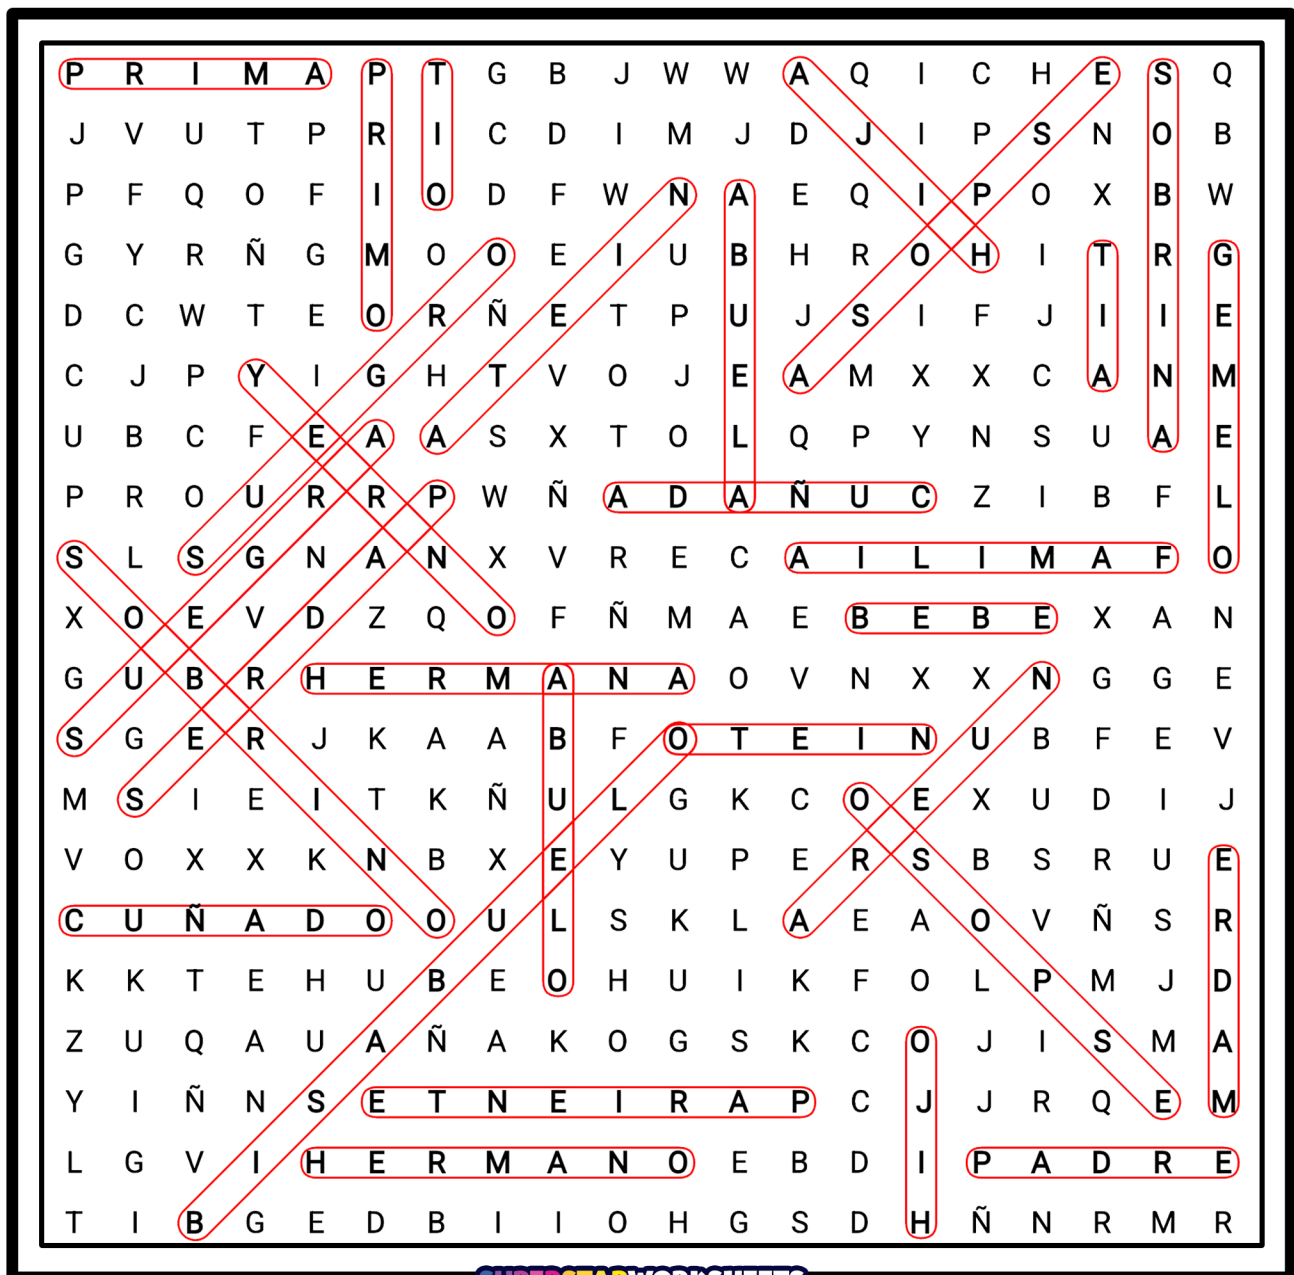 P R I M A P T G B J W W A Q I C H E S Q
J V U T P R I C D I M J D J I P S N O B
P F Q O F I O D F W N A E Q I P O X B W
G Y R Ñ G M O O E I U B H R O H I T R G
D C W T E O R Ñ E T P U J S I F J I I E
C J P Y I G H T V O J E A M X X C A N M
U B C F E A A S X T O L Q P Y N S U A E
P R O U R R P W Ñ A D A Ñ U C Z I B F L
S L S G N A N X V R E C A I L I M A F O
X O E V D Z Q O F Ñ M A E B E B E X A N
G U B R H E R M A N A O V N X X N G G E
S G E R J K A A B F O T E I N U B F E V
M S I E I T K Ñ U L G K C O E X U D I J
V O X X K N B X E Y U P E R S B S R U E
C U Ñ A D O O U L S K L A E A O V Ñ S R
K K T E H U B E O H U I K F O L P M J D
Z U Q A U A Ñ A K O G S K C O J I S M A
Y I Ñ N S E T N E I R A P C J J R Q E M
L G V I H E R M A N O E B D I P A D R E
T I B G E D B I I O H G S D H Ñ N R M R